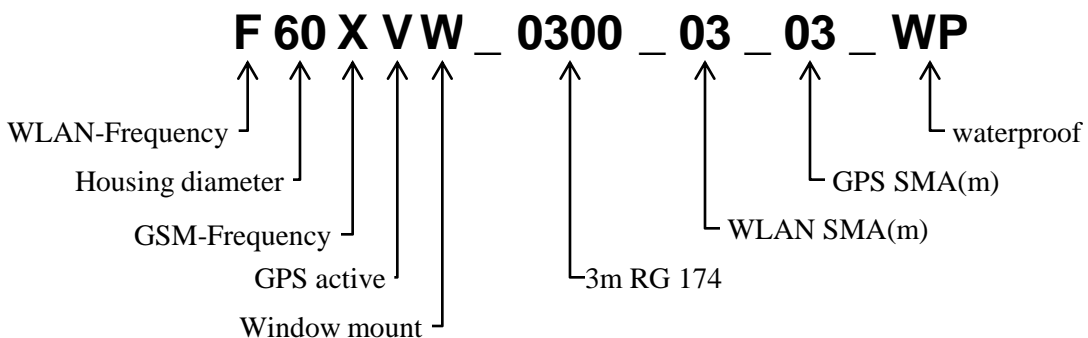 F 60 X V W _ 0300 _ 03 _ 03 _ WP
WLAN-Frequency
waterproof
Housing diameter
GPS SMA(m)
GSM-Frequency
WLAN SMA(m)
GPS active
3m RG 174
Window mount